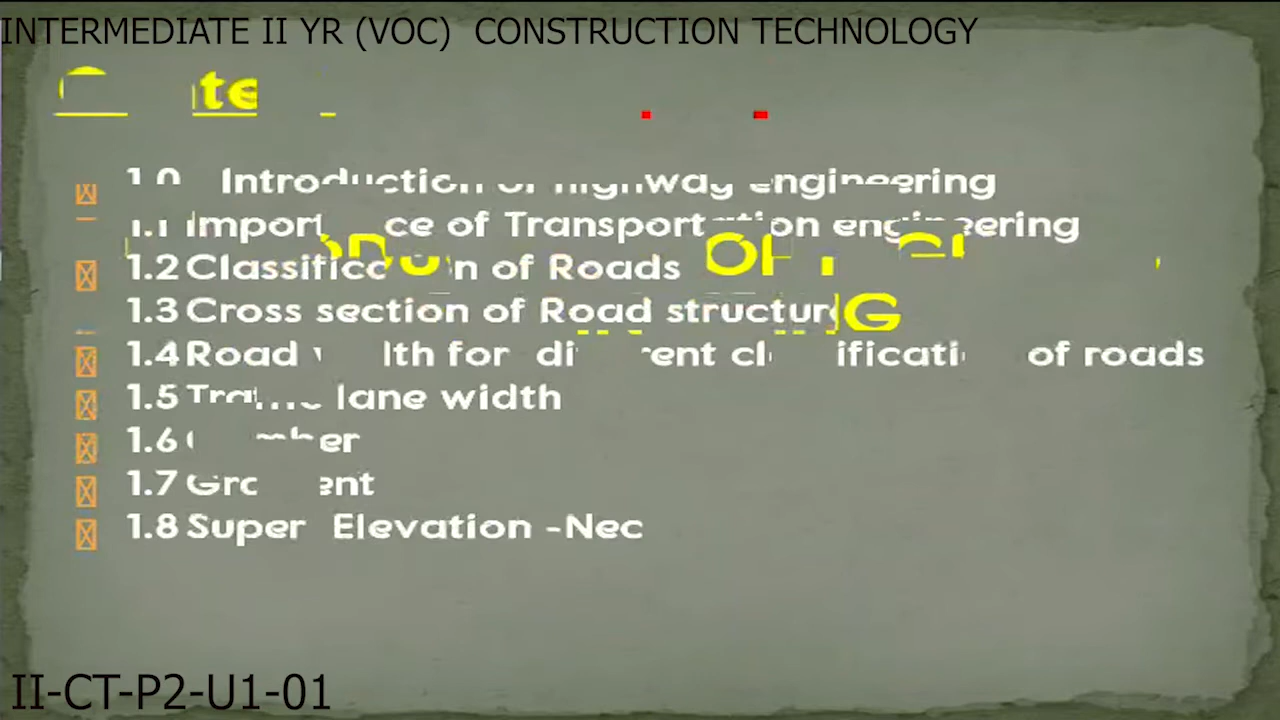 INTERMEDIATE II YR (VOC) CONSTRUCTION TECHNOLOGY
1.0 Introduction of highway engineering
1.1 Importance of Transportation engineering
1.2 Classification of Roads
1.3 Cross section of Road structure
1.4 Road width for different classification of roads
1.5 Traffic lane width
1.6
1.7 Gradient
1.8 Super Elevation -Nec
II-CT-P2-U1-01